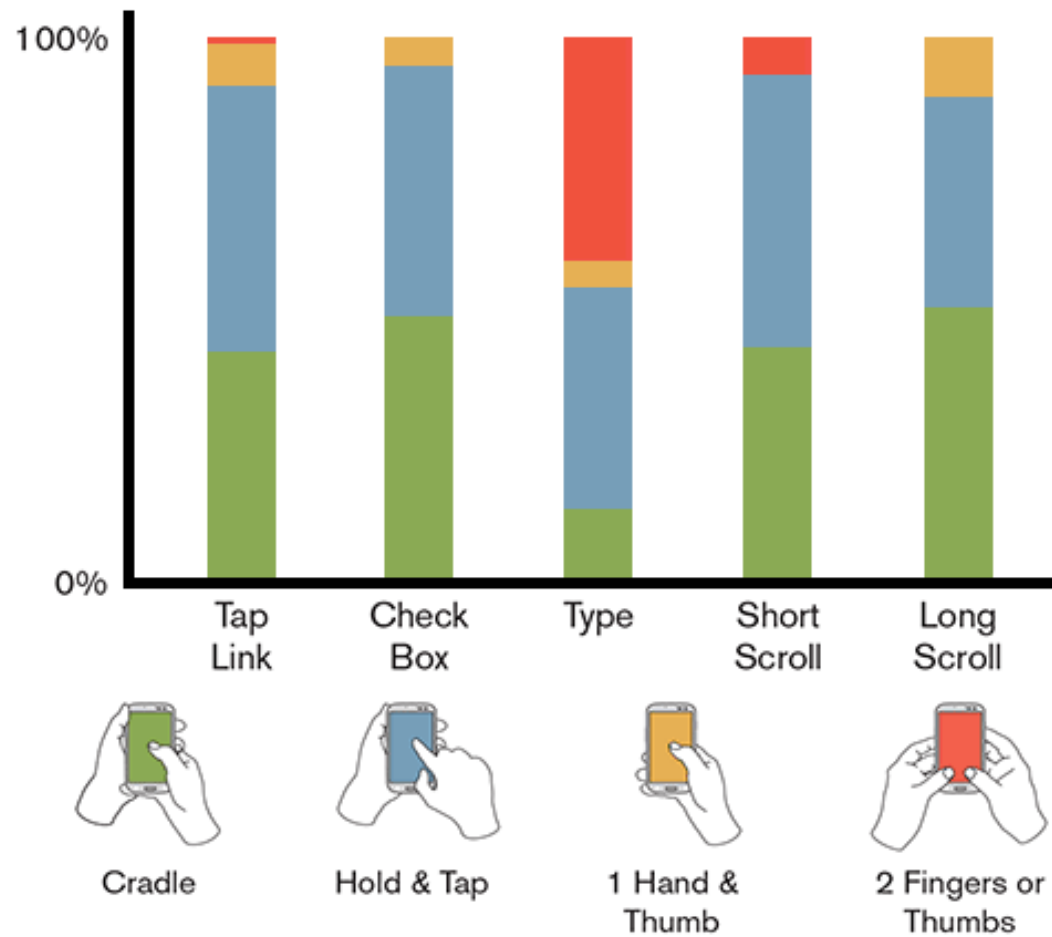 100%
0%
Tap
Link
Check
Box
Type
Short
Scroll
Long
Scroll
Cradle
Hold & Tap
1 Hand &
Thumb
2 Fingers or
Thumbs